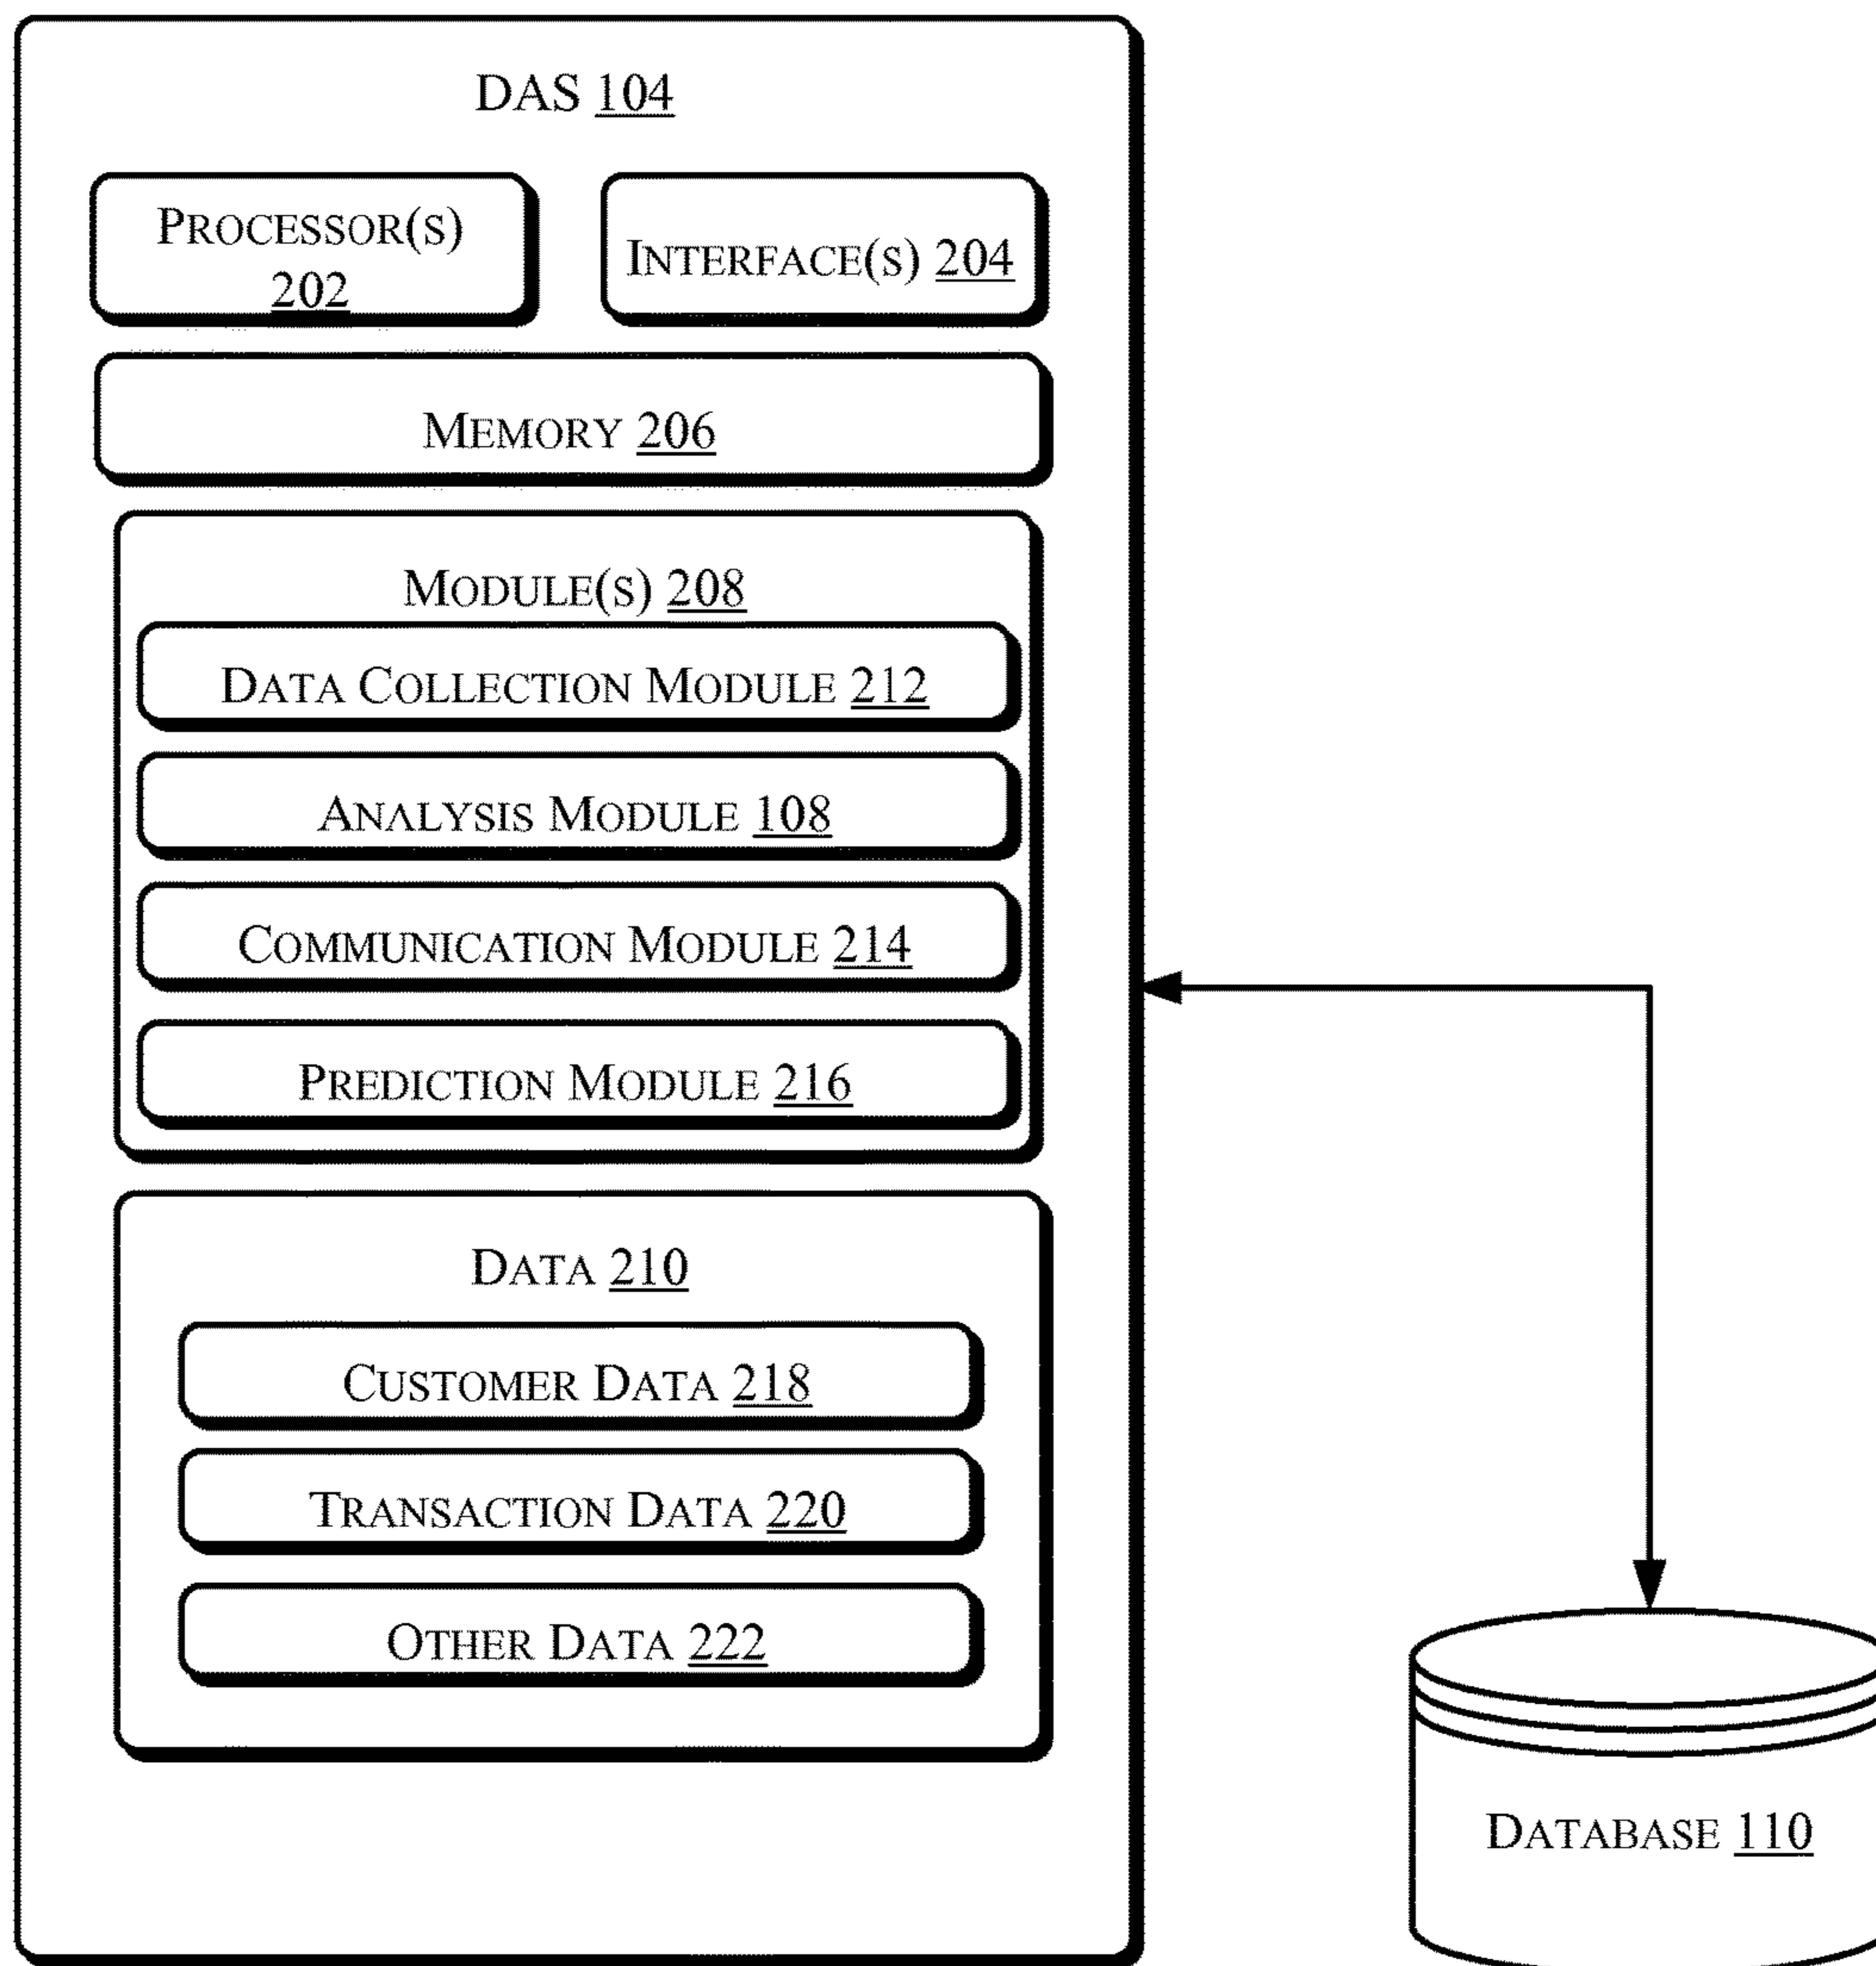 DAS 104
PROCESSOR(S)
202
INTERFACE(S) 204
MEMORY 206
MODULE(S) 208
DATA COLLECTION MODULE 212
ANALYSIS MODULE 108
COMMUNICATION MODULE 214
PREDICTION MODULE 216
DATA 210
CUSTOMER DATA 218
TRANSACTION DATA 220
OTHER DATA 222
DATABASE 110